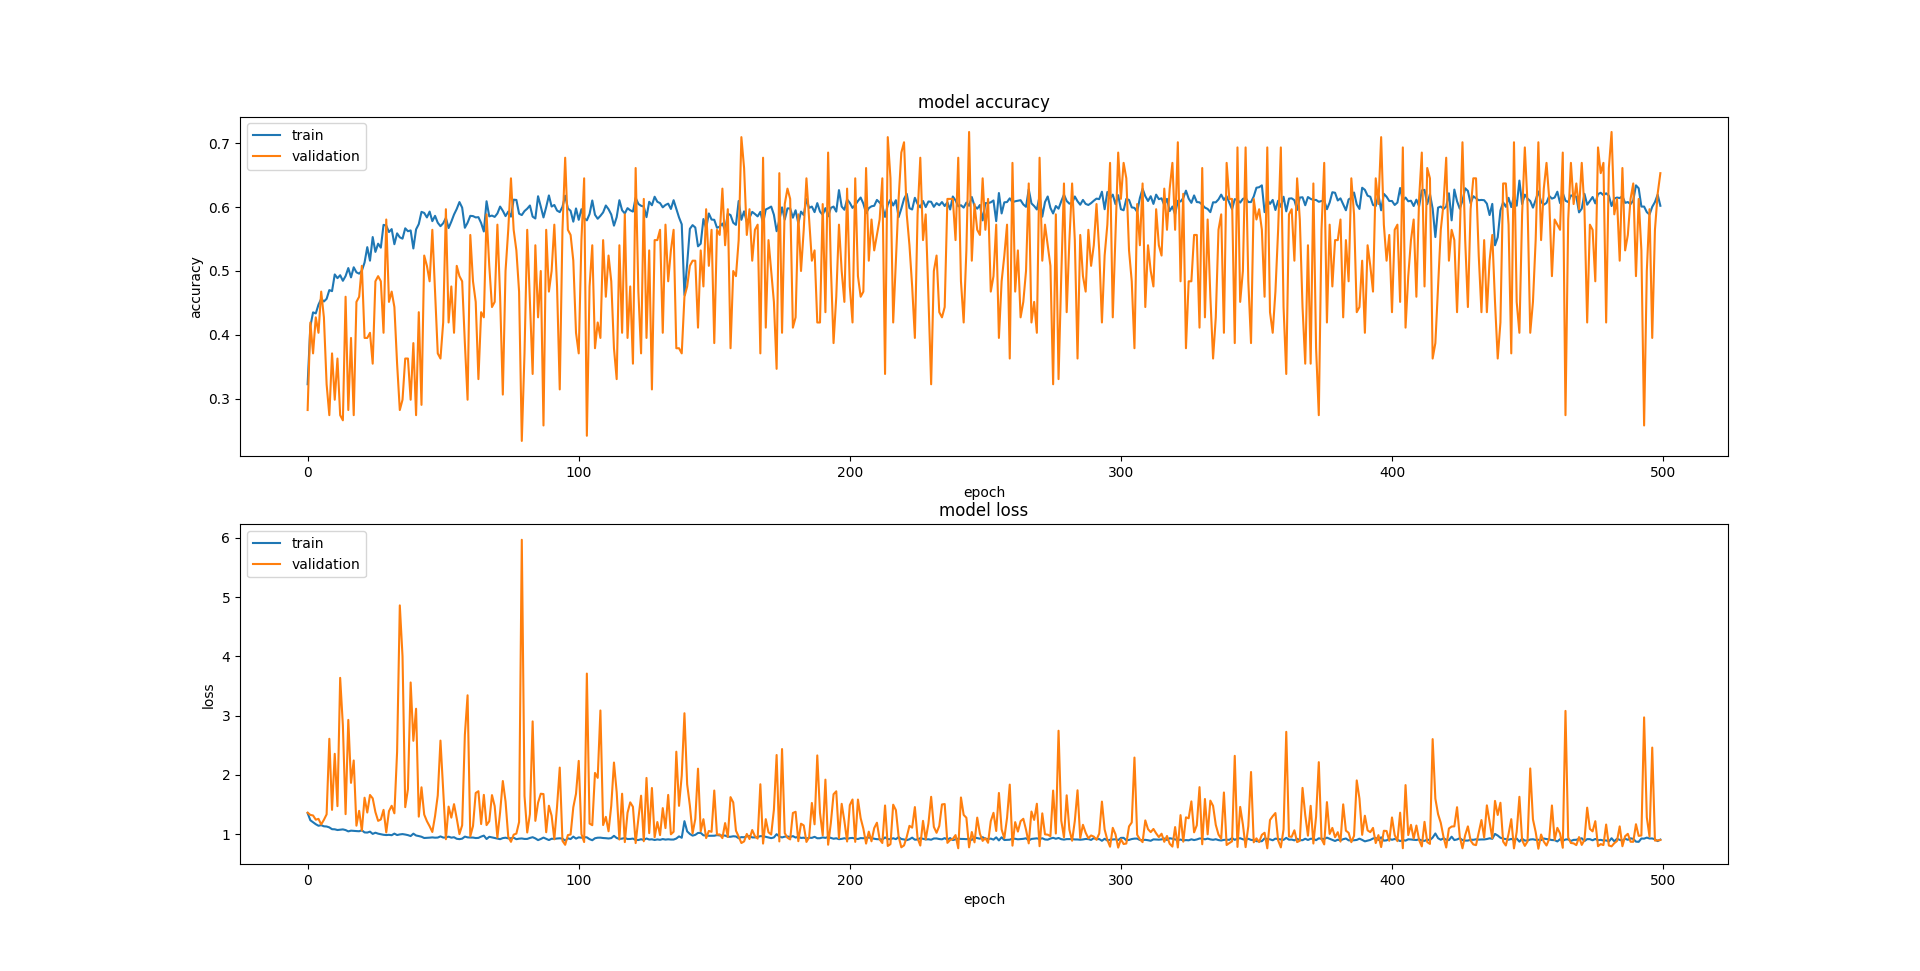 model accuracy
train
validation
0.7
0.6
0.5
0.4
0.3
accuracy
0 100 200 300 400 500
epoch
model loss
train
validation
6
5
4
3
2
1
loss
0 100 200 300 400 500
epoch